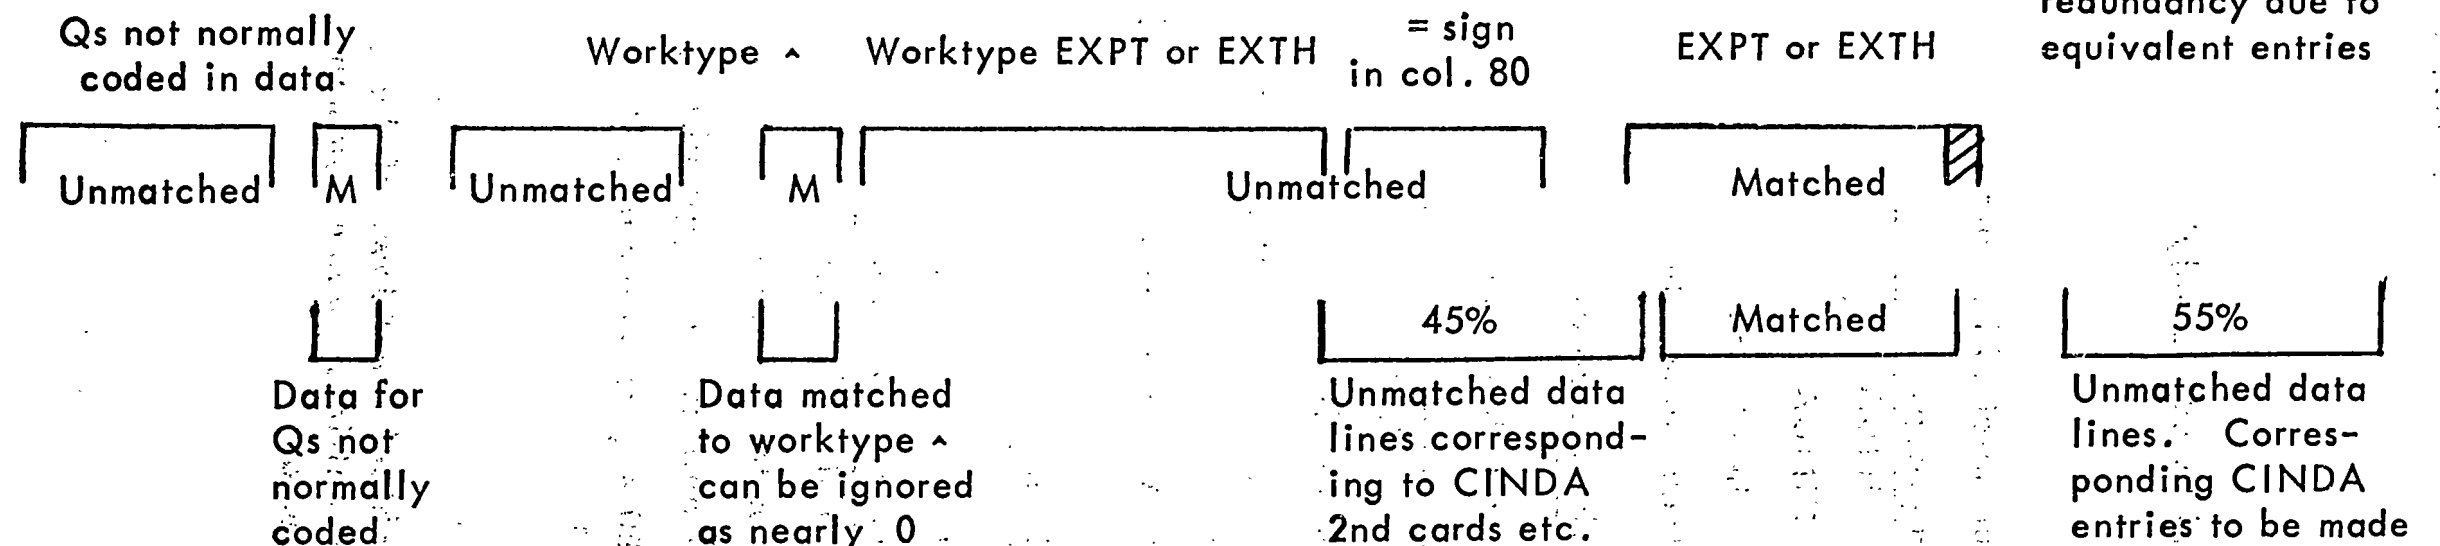 Qs not normally
coded in data
Worktype ^
Worktype EXPT or EXTH
= sign
in col. 80
EXPT or EXTH
redundancy due to
equivalent entries
Unmatched
M
Unmatched
M
Unmatched
Matched
45%
Matched
55%
Data for
Qs not
normally
coded
Data matched
to worktype ^
can be ignored
as nearly 0
Unmatched data
lines correspond-
ing to CINDA
2nd cards etc.
Unmatched data
lines. Corres-
ponding CINDA
entries to be made